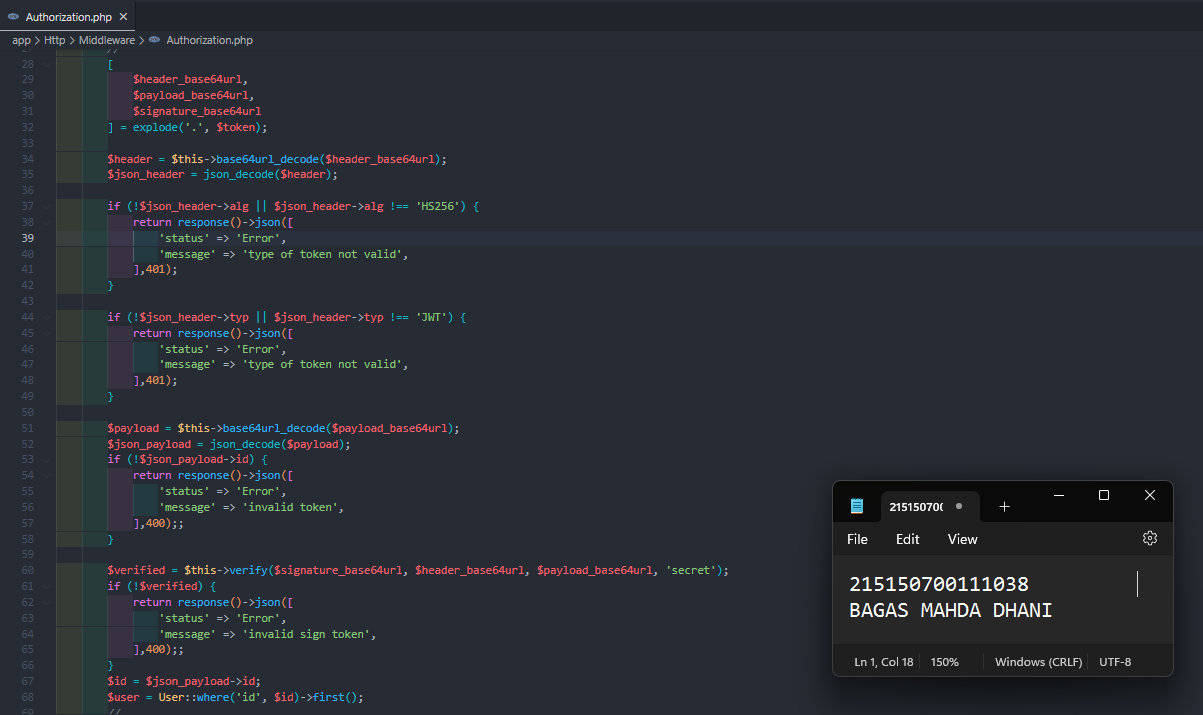 Authorization.php
app > Http > Middleware > Authorization.php
27 //
28 [
29 $header_base64url,
30 $payload_base64url,
31 $signature_base64url
32 ] = explode('.', $token);
33
34 $header = $this->base64url_decode($header_base64url);
35 $json_header = json_decode($header);
36
37 if (!$json_header->alg || $json_header->alg !== 'HS256') {
38 return response()->json([
39 'status' => 'Error',
40 'message' => 'type of token not valid',
41 ],401);
42 }
43
44 if (!$json_header->typ || $json_header->typ !== 'JWT') {
45 return response()->json([
46 'status' => 'Error',
47 'message' => 'type of token not valid',
48 ],401);
49 }
50
51 $payload = $this->base64url_decode($payload_base64url);
52 $json_payload = json_decode($payload);
53 if (!$json_payload->id) {
54 return response()->json([
55 'status' => 'Error',
56 'message' => 'invalid token',
57 ],400);;
58 }
59
60 $verified = $this->verify($signature_base64url, $header_base64url, $payload_base64url, 'secret');
61 if (!$verified) {
62 return response()->json([
63 'status' => 'Error',
64 'message' => 'invalid sign token',
65 ],400);;
66 }
67 $id = $json_payload->id;
68 $user = User::where('id', $id)->first();
69 //
21515070(
File Edit View
215150700111038
BAGAS MAHDA DHANI
Ln 1, Col 18 150% Windows (CRLF) UTF-8